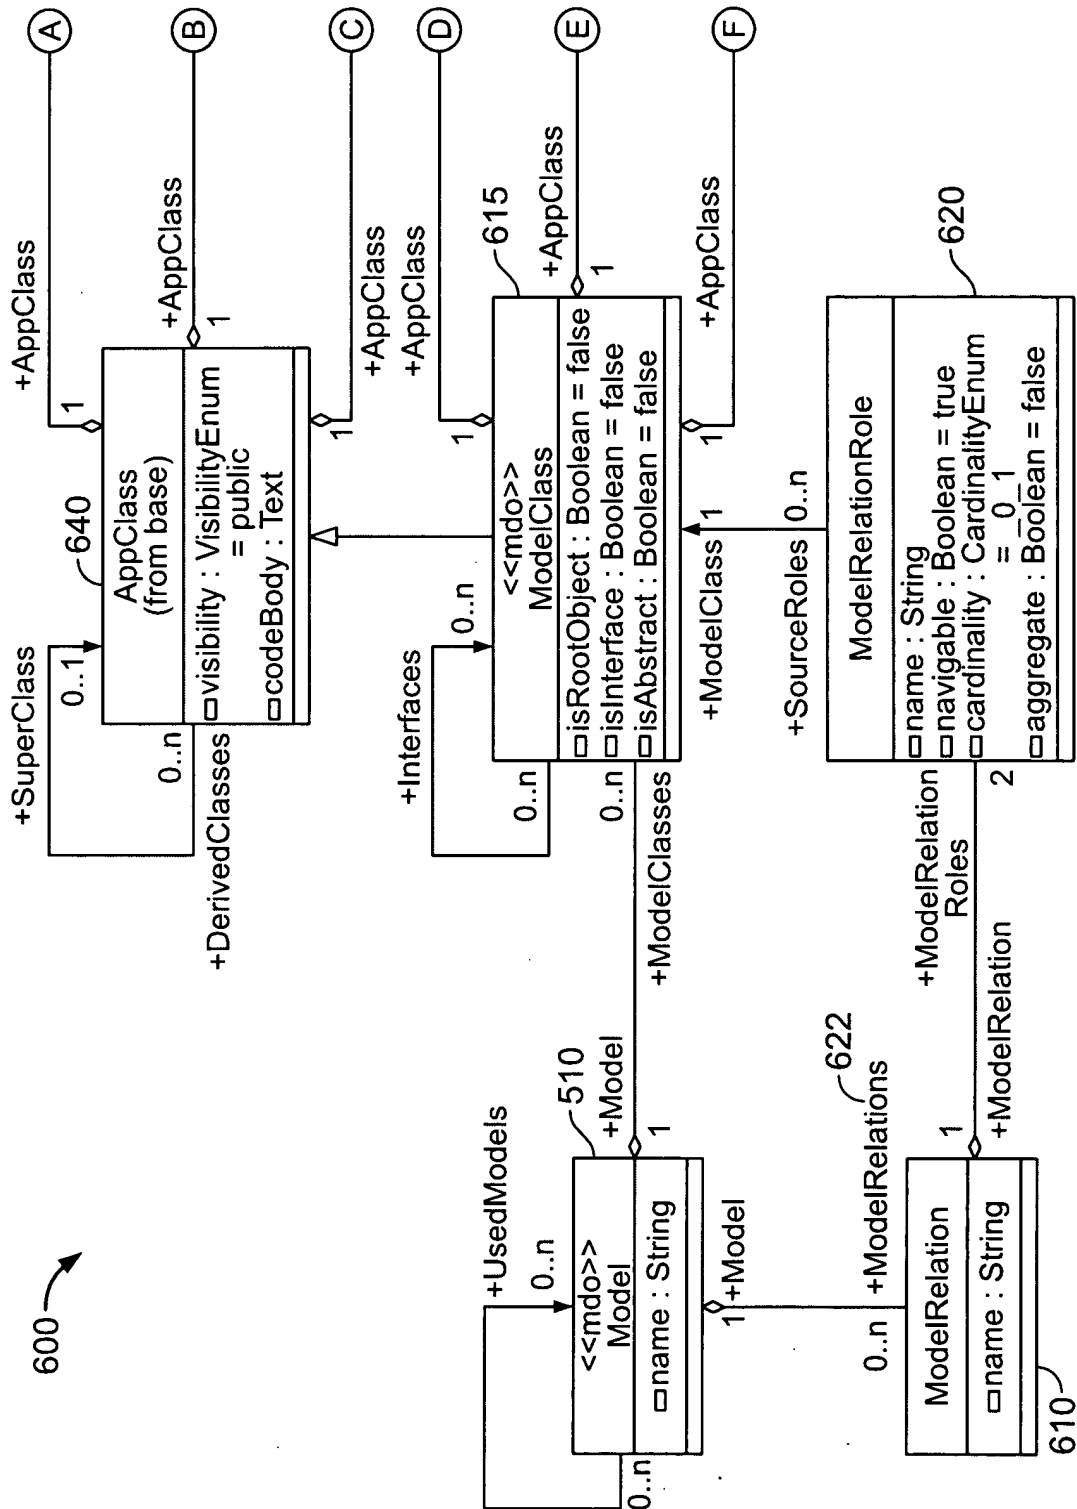 600
+SuperClass
0..1
640
AppClass
(from base)
visibility : VisibilityEnum
= public
codeBody : Text
0..n
+DerivedClasses
1
+AppClass
A
+AppClass
1
B
1
+AppClass
C
+Interfaces
0..n
0..n
<<mdo>>
ModelClass
isRootObject : Boolean = false
isInterface : Boolean = false
isAbstract : Boolean = false
615
1
+AppClass
D
+AppClass
1
E
1
+AppClass
F
+UsedModels
0..n
510
<<mdo>>
Model
name : String
0..n
+Model
1
0..n
+ModelClasses
1
+Model
+ModelClass
1
+SourceRoles
0..n
0..n
+ModelRelations
622
ModelRelation
name : String
610
1
+ModelRelation
+ModelRelation
Roles
2
ModelRelationRole
name : String
navigable : Boolean = true
cardinality : CardinalityEnum
= _0_1
aggregate : Boolean = false
620